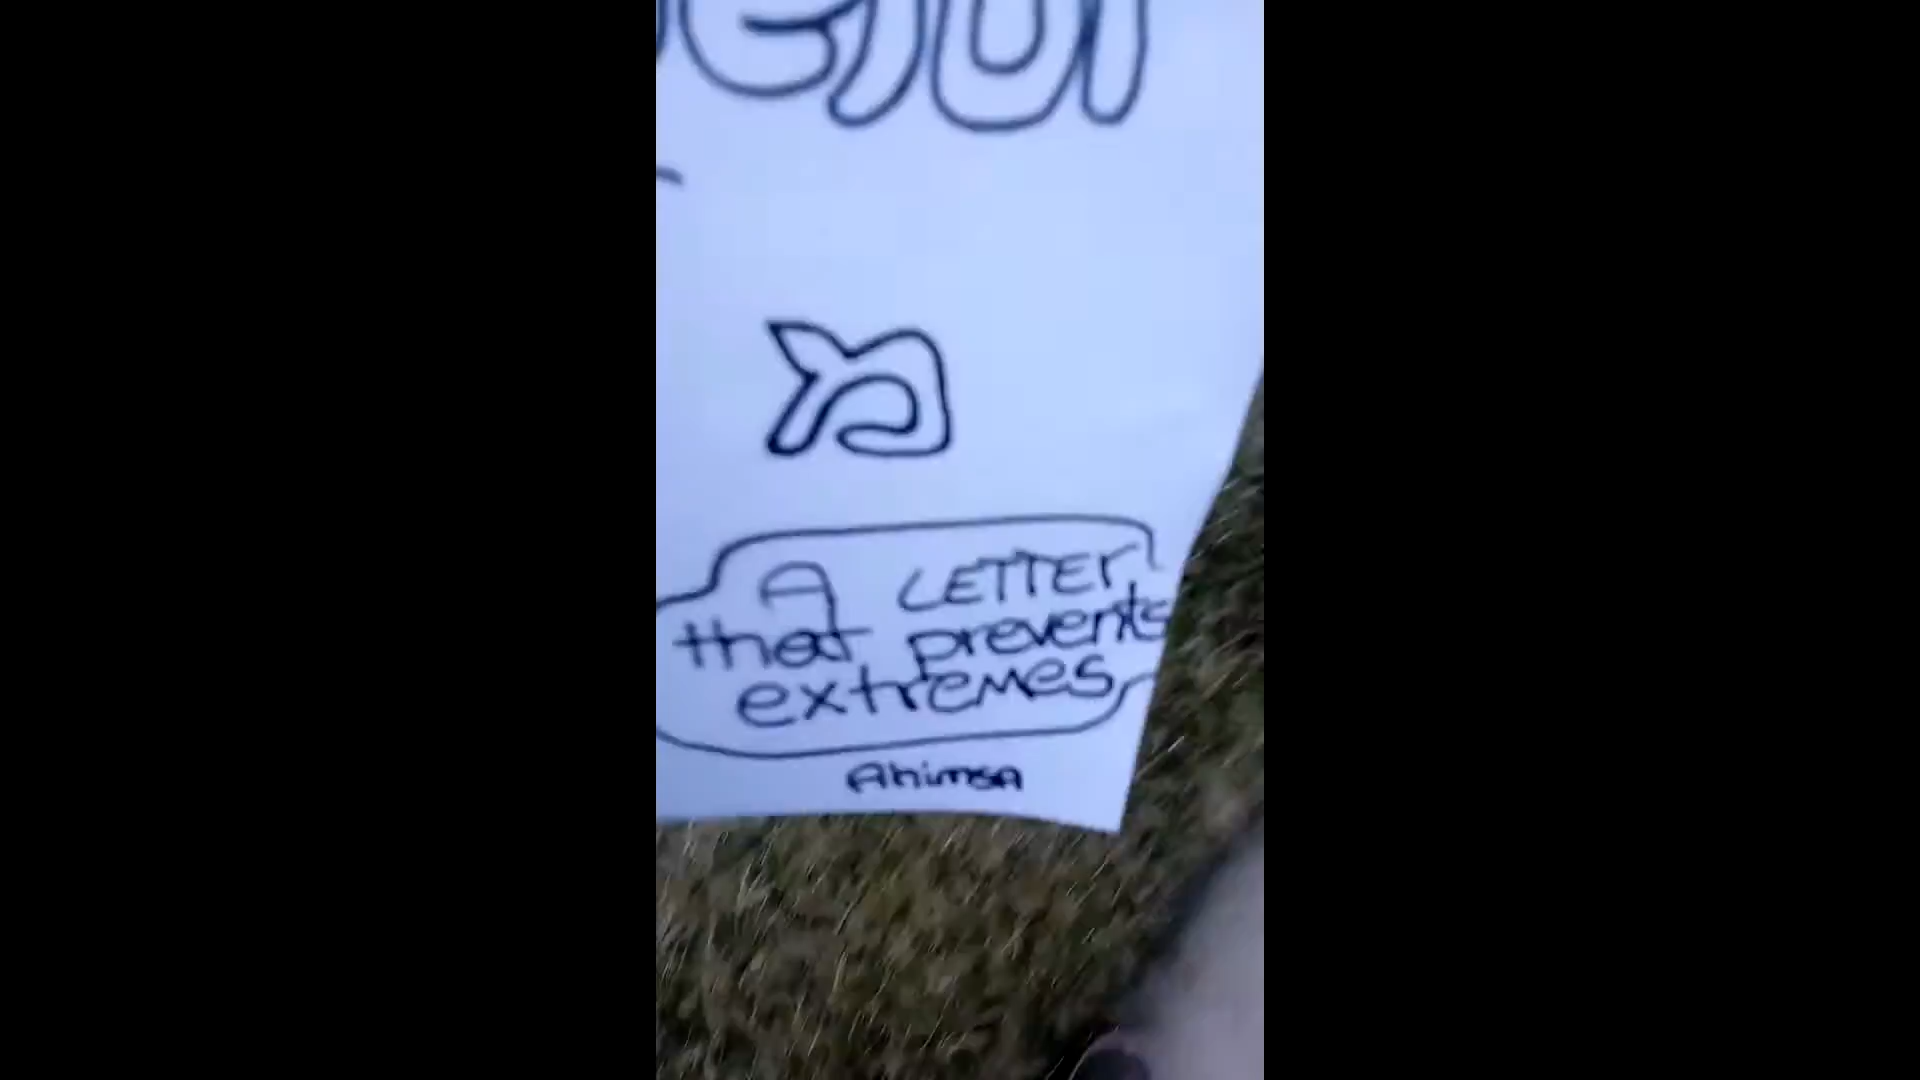 מ
A LETTER
that prevents
extremes
AhimsA